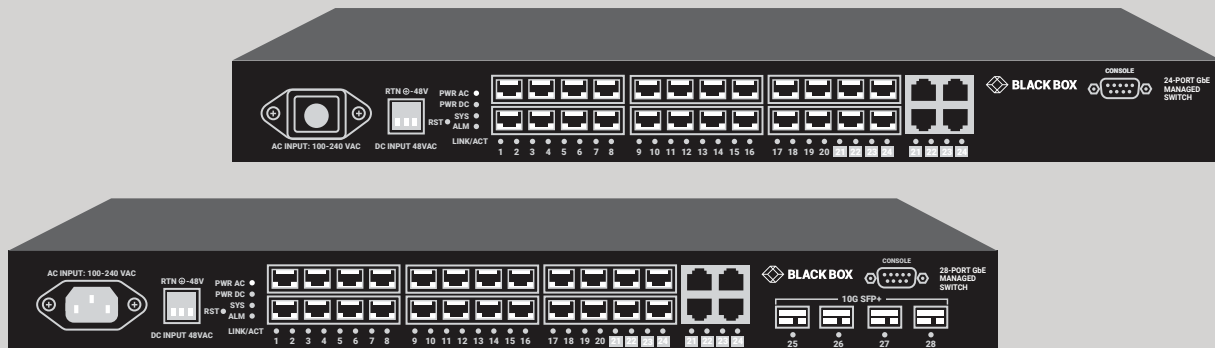 CONSOLE
BLACK BOX
24-PORT GbE
MANAGED
SWITCH
RTN -48V
PWR AC
PWR DC
SYS
RST
ALM
AC INPUT: 100-240 VAC
DC INPUT 48VAC
LINK/ACT
1 2 3 4 5 6 7 8 9 10 11 12 13 14 15 16 17 18 19 20 21 22 23 24 21 22 23 24
CONSOLE
BLACK BOX
28-PORT GbE
MANAGED
SWITCH
AC INPUT: 100-240 VAC
RTN -48V
PWR AC
PWR DC
SYS
RST
ALM
10G SFP+
DC INPUT 48VAC
LINK/ACT
1 2 3 4 5 6 7 8 9 10 11 12 13 14 15 16 17 18 19 20 21 22 23 24 21 22 23 24 25 26 27 28